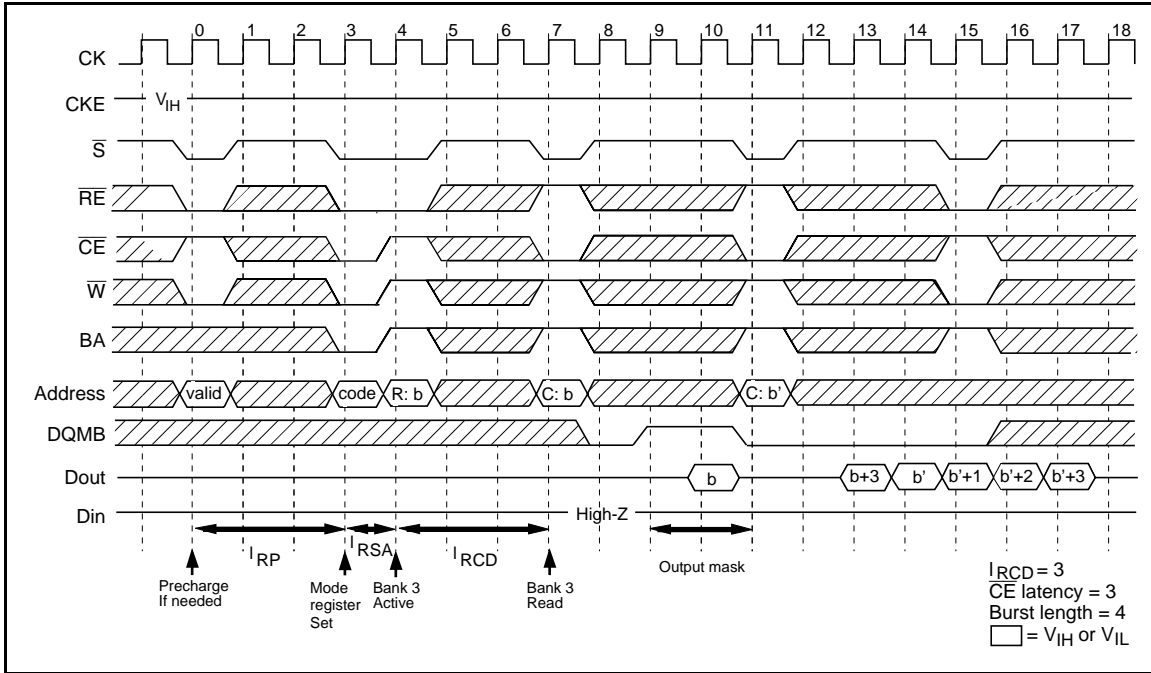 0 1 2 3 4 5 6 7 8 9 10 11 12 13 14 15 16 17 18
CK
CKE VIH
S
RE
CE
W
BA
Address valid code R: b C: b C: b’
DQMB
Dout b b+3 b’ b’+1 b’+2 b’+3
Din High-Z
lRP lRSA lRCD Output mask
Precharge
If needed
Mode
register
Set
Bank 3
Active
Bank 3
Read
lRCD = 3
CE latency = 3
Burst length = 4
= VIH or VIL